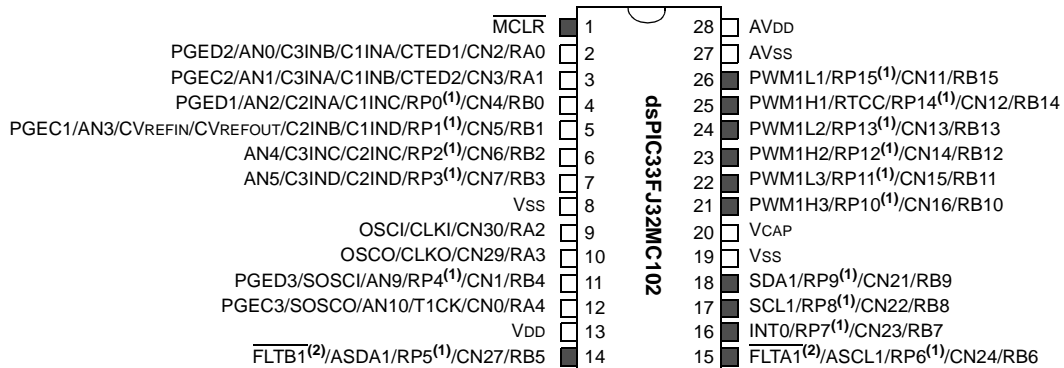 MCLR 1 28 AVDD
PGED2/AN0/C3INB/C1INA/CTED1/CN2/RA0 2 27 AVSS
PGEC2/AN1/C3INA/C1INB/CTED2/CN3/RA1 3 26 PWM1L1/RP15(1)/CN11/RB15
PGED1/AN2/C2INA/C1INC/RP0(1)/CN4/RB0 4 25 PWM1H1/RTCC/RP14(1)/CN12/RB14
PGEC1/AN3/CVREFIN/CVREFOUT/C2INB/C1IND/RP1(1)/CN5/RB1 5 24 PWM1L2/RP13(1)/CN13/RB13
AN4/C3INC/C2INC/RP2(1)/CN6/RB2 6 23 PWM1H2/RP12(1)/CN14/RB12
AN5/C3IND/C2IND/RP3(1)/CN7/RB3 7 22 PWM1L3/RP11(1)/CN15/RB11
VSS 8 21 PWM1H3/RP10(1)/CN16/RB10
OSCI/CLKI/CN30/RA2 9 20 VCAP
OSCO/CLKO/CN29/RA3 10 19 VSS
PGED3/SOSCI/AN9/RP4(1)/CN1/RB4 11 18 SDA1/RP9(1)/CN21/RB9
PGEC3/SOSCO/AN10/T1CK/CN0/RA4 12 17 SCL1/RP8(1)/CN22/RB8
VDD 13 16 INT0/RP7(1)/CN23/RB7
FLTB1(2)/ASDA1/RP5(1)/CN27/RB5 14 15 FLTA1(2)/ASCL1/RP6(1)/CN24/RB6
dsPIC33FJ32MC102